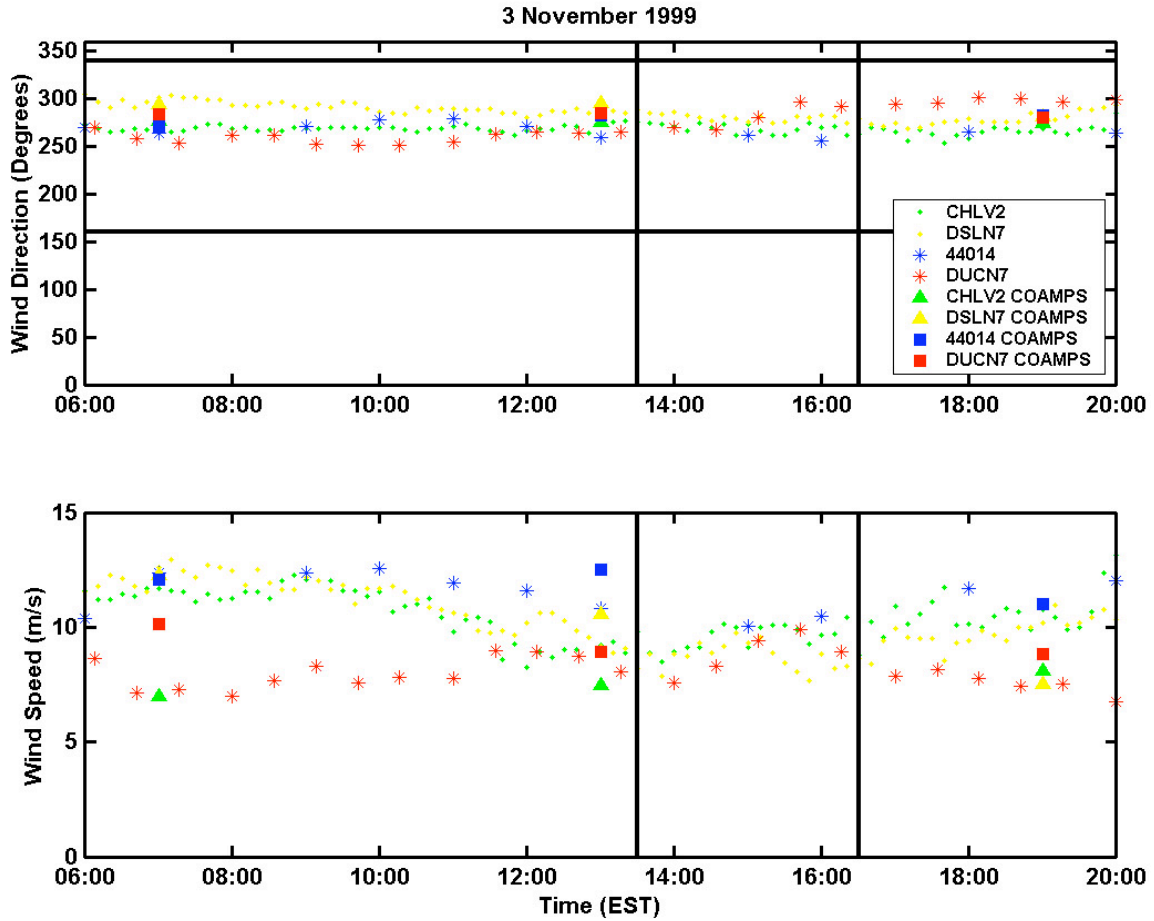 3 November 1999
Wind Direction (Degrees)
350
300
250
200
150
100
50
0
06:00 08:00 10:00 12:00 14:00 16:00 18:00 20:00
CHLV2
DSLN7
44014
DUCN7
CHLV2 COAMPS
DSLN7 COAMPS
44014 COAMPS
DUCN7 COAMPS
Wind Speed (m/s)
15
10
5
0
06:00 08:00 10:00 12:00 14:00 16:00 18:00 20:00
Time (EST)